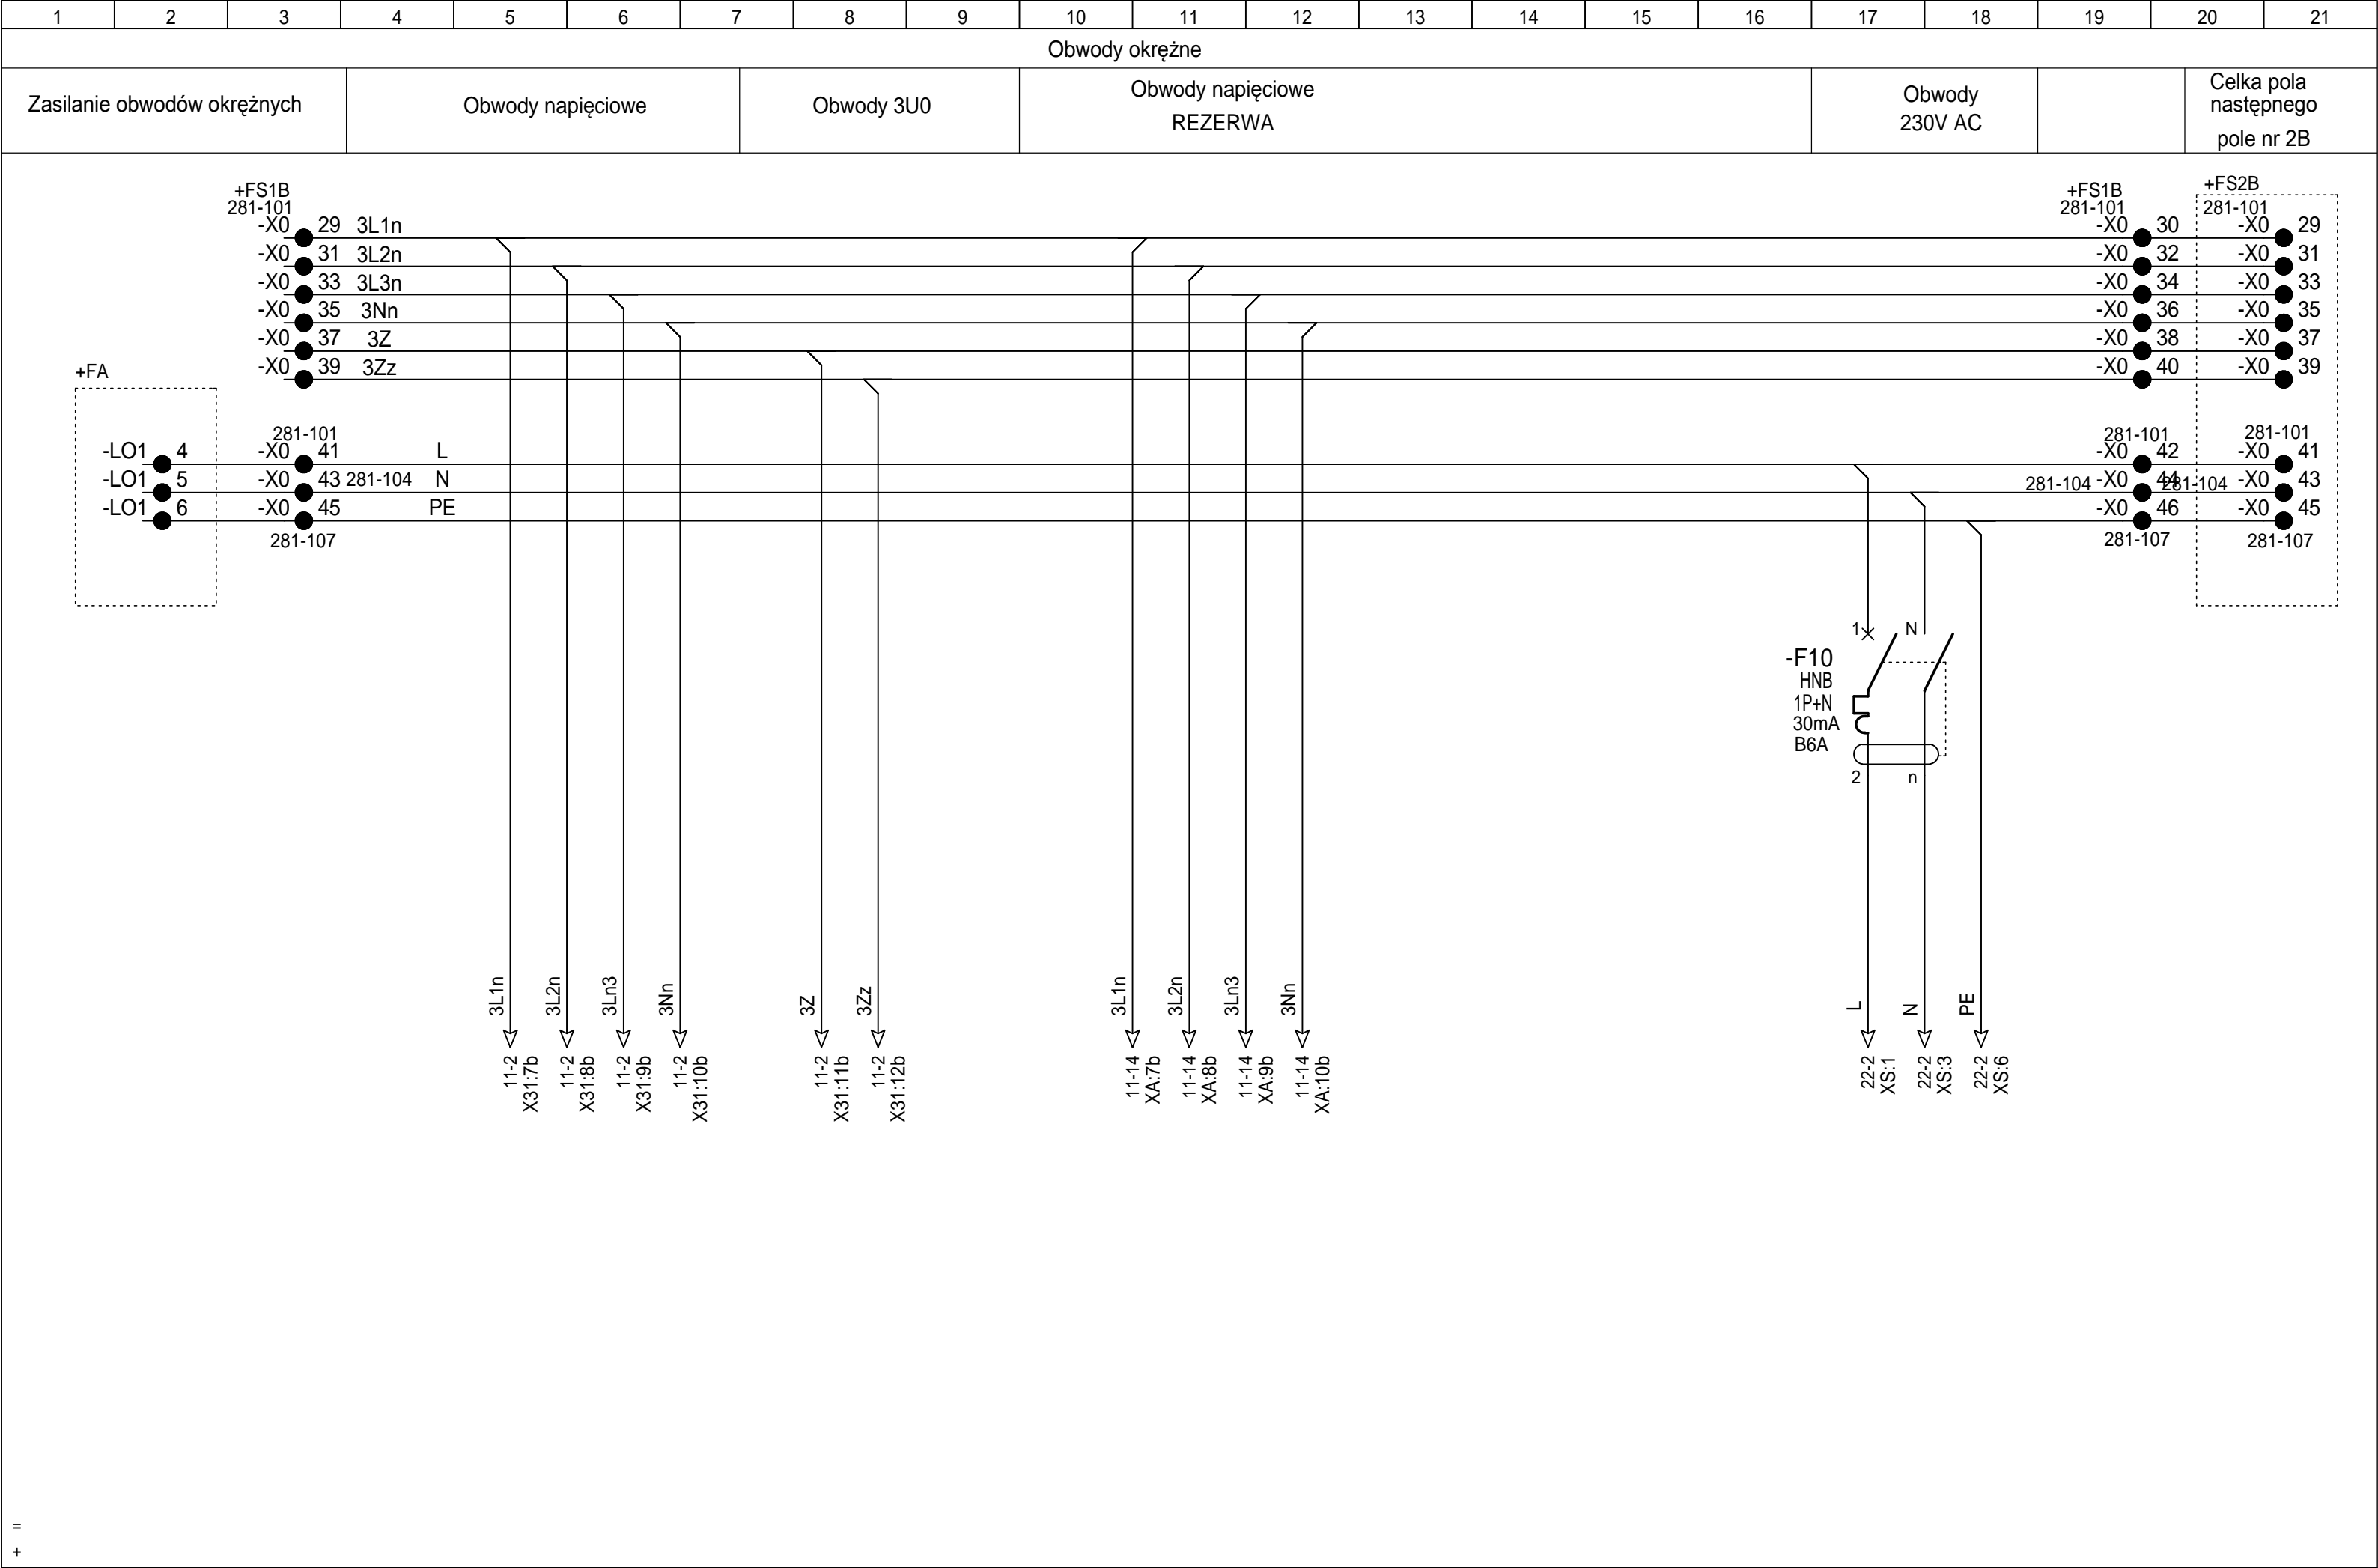 1 2 3 4 5 6 7 8 9 10 11 12 13 14 15 16 17 18 19 20 21
Obwody okrężne
Zasilanie obwodów okrężnych
Obwody napięciowe
Obwody 3U0
Obwody napięciowe
REZERWA
Obwody
230V AC
Celka pola
następnego
pole nr 2B
+FS1B
281-101
-X0 29 3L1n
-X0 31 3L2n
-X0 33 3L3n
-X0 35 3Nn
-X0 37 3Z
-X0 39 3Zz
+FS1B
281-101
-X0 30
-X0 32
-X0 34
-X0 36
-X0 38
-X0 40
+FS2B
281-101
-X0 29
-X0 31
-X0 33
-X0 35
-X0 37
-X0 39
+FA
-LO1 4
-LO1 5
-LO1 6
281-101
-X0 41 L
-X0 43 281-104 N
-X0 45 PE
281-107
281-101
-X0 42
281-104 -X0 44 281-104
-X0 46
281-107
281-101
-X0 41
-X0 43
-X0 45
281-107
1 N
-F10
HNB
1P+N
30mA
B6A
2 n
3L1n
11-2
X31:7b
3L2n
11-2
X31:8b
3Ln3
11-2
X31:9b
3Nn
11-2
X31:10b
3Z
11-2
X31:11b
3Zz
11-2
X31:12b
3L1n
11-14
XA:7b
3L2n
11-14
XA:8b
3Ln3
11-14
XA:9b
3Nn
11-14
XA:10b
L
22-2
XS:1
N
22-2
XS:3
PE
22-2
XS:6
=
+